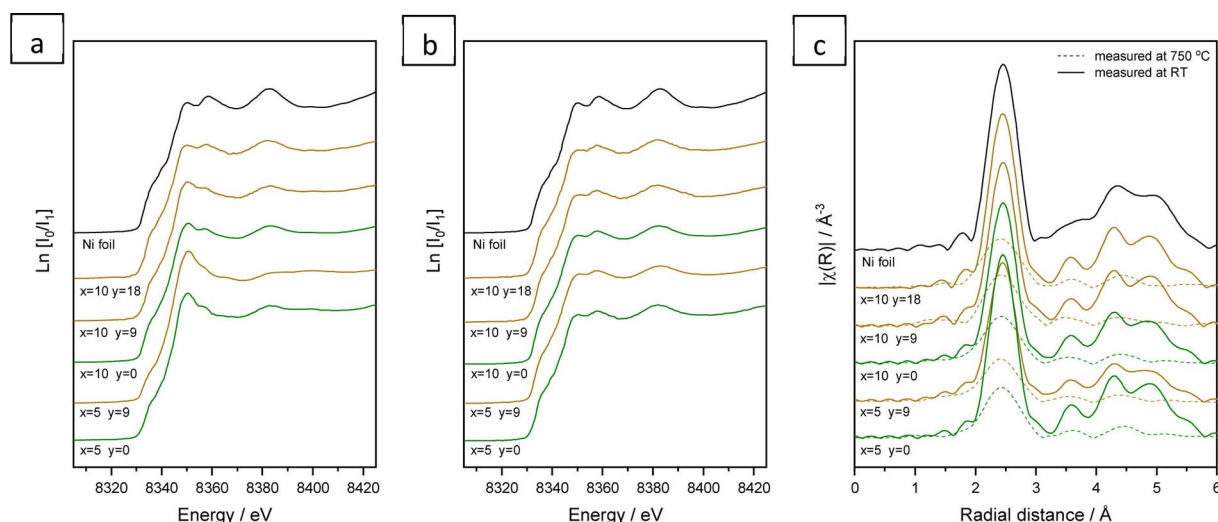 a
Ln [I₀/I₁]
Ni foil
x=10 y=18
x=10 y=9
x=10 y=0
x=5 y=9
x=5 y=0
8320 8340 8360 8380 8400 8420
Energy / eV
b
Ln [I₀/I₁]
Ni foil
x=10 y=18
x=10 y=9
x=10 y=0
x=5 y=9
x=5 y=0
8320 8340 8360 8380 8400 8420
Energy / eV
c
measured at 750 ºC
measured at RT
|χ(R)| / Å⁻³
Ni foil
x=10 y=18
x=10 y=9
x=10 y=0
x=5 y=9
x=5 y=0
0 1 2 3 4 5 6
Radial distance / Å